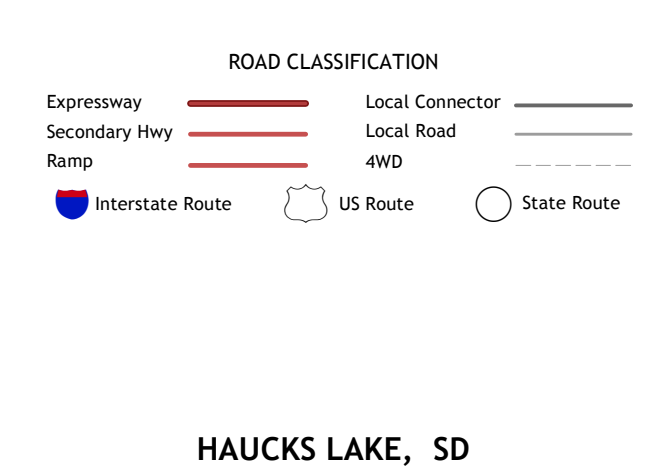 ROAD CLASSIFICATION
Expressway
Secondary Hwy
Ramp
Local Connector
Local Road
4WD
Interstate Route
US Route
State Route
HAUCKS LAKE, SD